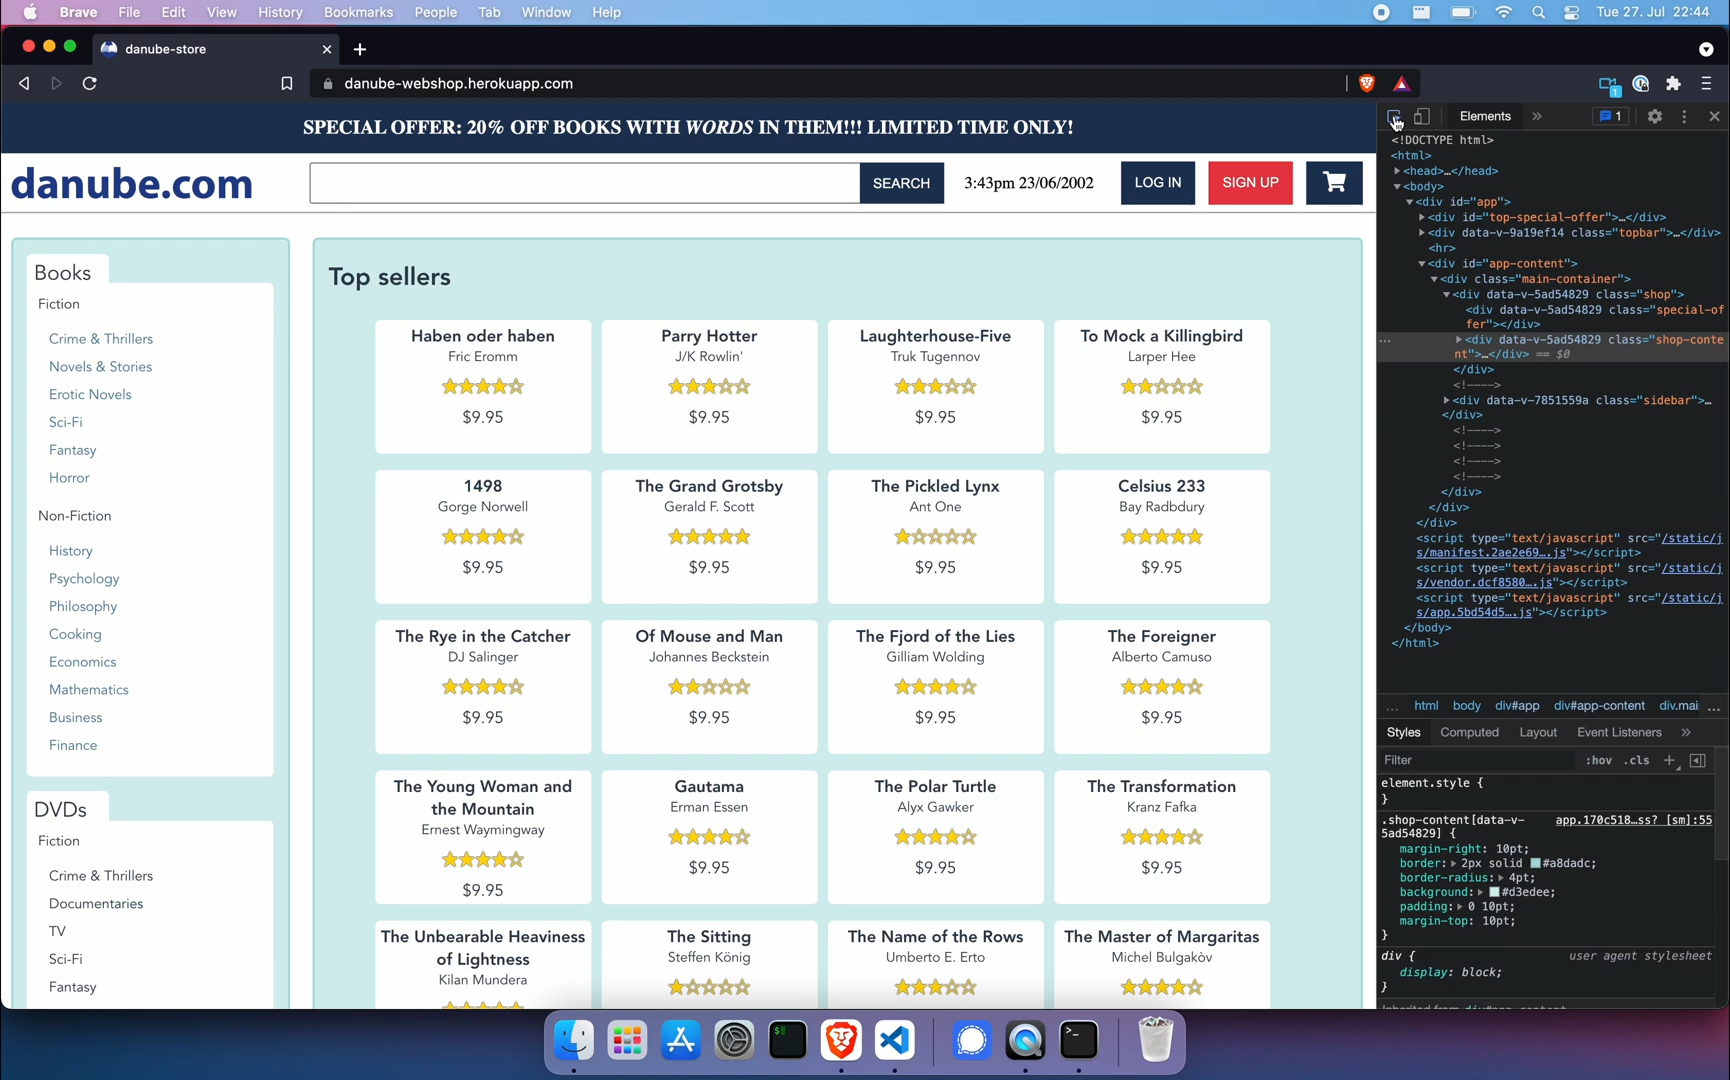 Brave File Edit View History Bookmarks People Tab Window Help Tue 27. Jul 22:44
danube-store
danube-webshop.herokuapp.com
1
SPECIAL OFFER: 20% OFF BOOKS WITH WORDS IN THEM!!! LIMITED TIME ONLY!
danube.com
SEARCH
3:43pm 23/06/2002
LOG IN
SIGN UP
Books
Fiction
Crime & Thrillers
Novels & Stories
Erotic Novels
Sci-Fi
Fantasy
Horror
Non-Fiction
History
Psychology
Philosophy
Cooking
Economics
Mathematics
Business
Finance
DVDs
Fiction
Crime & Thrillers
Documentaries
TV
Sci-Fi
Fantasy
Top sellers
Haben oder haben
Fric Eromm
$9.95
Parry Hotter
J/K Rowlin'
$9.95
Laughterhouse-Five
Truk Tugennov
$9.95
To Mock a Killingbird
Larper Hee
$9.95
1498
Gorge Norwell
$9.95
The Grand Grotsby
Gerald F. Scott
$9.95
The Pickled Lynx
Ant One
$9.95
Celsius 233
Bay Radbdury
$9.95
The Rye in the Catcher
DJ Salinger
$9.95
Of Mouse and Man
Johannes Beckstein
$9.95
The Fjord of the Lies
Gilliam Wolding
$9.95
The Foreigner
Alberto Camuso
$9.95
The Young Woman and
the Mountain
Ernest Waymingway
$9.95
Gautama
Erman Essen
$9.95
The Polar Turtle
Alyx Gawker
$9.95
The Transformation
Kranz Fafka
$9.95
The Unbearable Heaviness
of Lightness
Kilan Mundera
The Sitting
Steffen König
The Name of the Rows
Umberto E. Erto
The Master of Margaritas
Michel Bulgakòv
Elements » 1
<!DOCTYPE html>
<html>
<head>…</head>
<body>
<div id="app">
<div id="top-special-offer">…</div>
<div data-v-9a19ef14 class="topbar">…</div>
<hr>
<div id="app-content">
<div class="main-container">
<div data-v-5ad54829 class="shop">
<div data-v-5ad54829 class="special-of
fer"></div>
… <div data-v-5ad54829 class="shop-conte
nt">…</div> == $0
</div>
<!---->
<div data-v-7851559a class="sidebar">…
</div>
<!---->
<!---->
<!---->
<!---->
</div>
</div>
</div>
<script type="text/javascript" src="/static/j
s/manifest.2ae2e69….js"></script>
<script type="text/javascript" src="/static/j
s/vendor.dcf8580….js"></script>
<script type="text/javascript" src="/static/j
s/app.5bd54d5….js"></script>
</body>
</html>
… html body div#app div#app-content div.mai …
Styles Computed Layout Event Listeners »
Filter :hov .cls +
element.style {
}
.shop-content[data-v- app.170c518…ss? [sm]:55
5ad54829] {
margin-right: 10pt;
border: 2px solid #a8dadc;
border-radius: 4pt;
background: #d3edee;
padding: 0 10pt;
margin-top: 10pt;
}
div { user agent stylesheet
display: block;
}